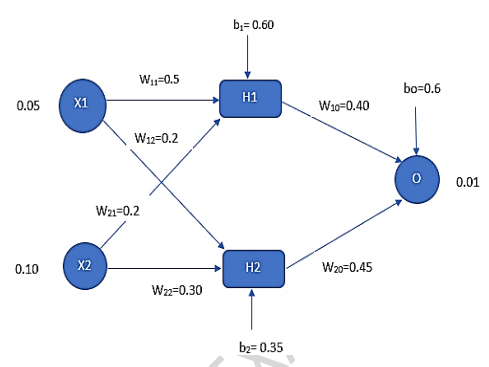 b₁= 0.60
W₁₁=0.5
X1
H1
0.05
W₁₀=0.40
bo=0.6
W₁₂=0.2
O
0.01
W₂₁=0.2
X2
H2
0.10
W₂₀=0.45
W₂₂=0.30
b₂= 0.35